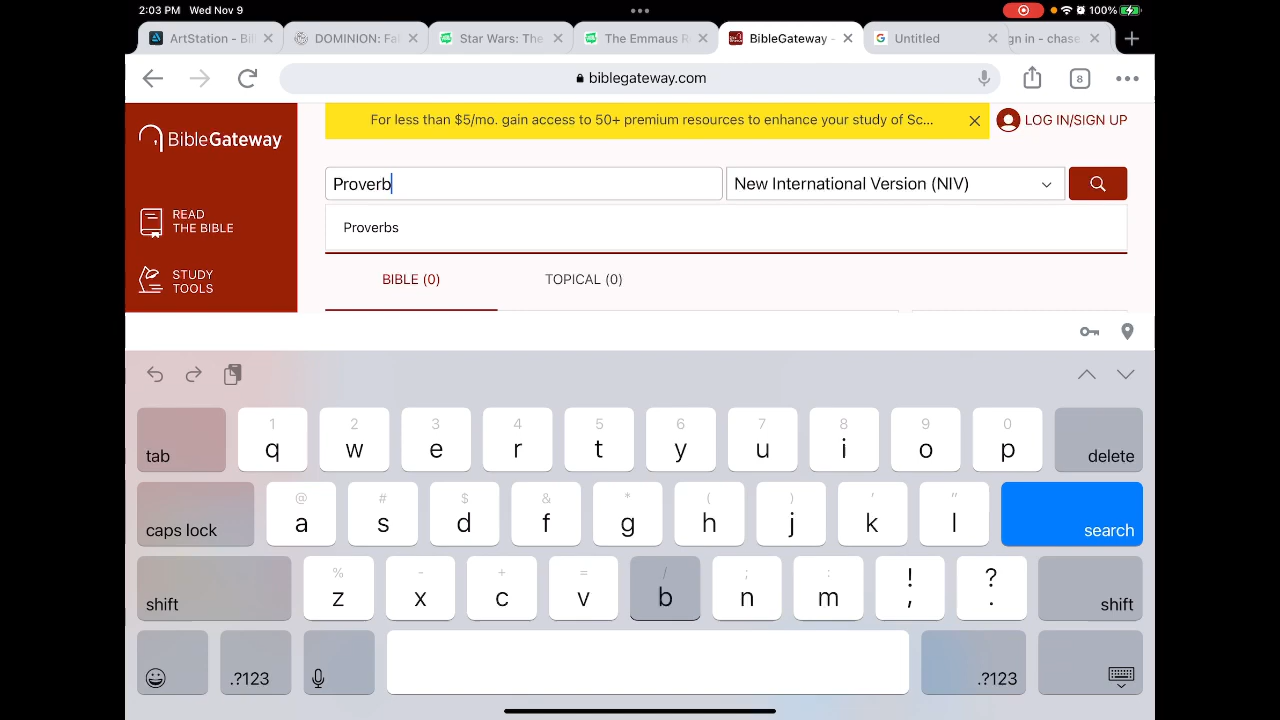 2:03 PM Wed Nov 9
100%
ArtStation - Bil
DOMINION: Fal
Star Wars: The
The Emmaus R
BibleGateway -
Untitled
gn in - chase
biblegateway.com
8
BibleGateway
For less than $5/mo. gain access to 50+ premium resources to enhance your study of Sc...
LOG IN/SIGN UP
Proverb
New International Version (NIV)
READ
THE BIBLE
Proverbs
STUDY
TOOLS
BIBLE (0)
TOPICAL (0)
1 2 3 4 5 6 7 8 9 0
tab q w e r t y u i o p delete
@ # $ & * ( ) ' "
caps lock a s d f g h j k l search
% - + = / ; : ! ?
shift z x c v b n m , . shift
.?123 .?123